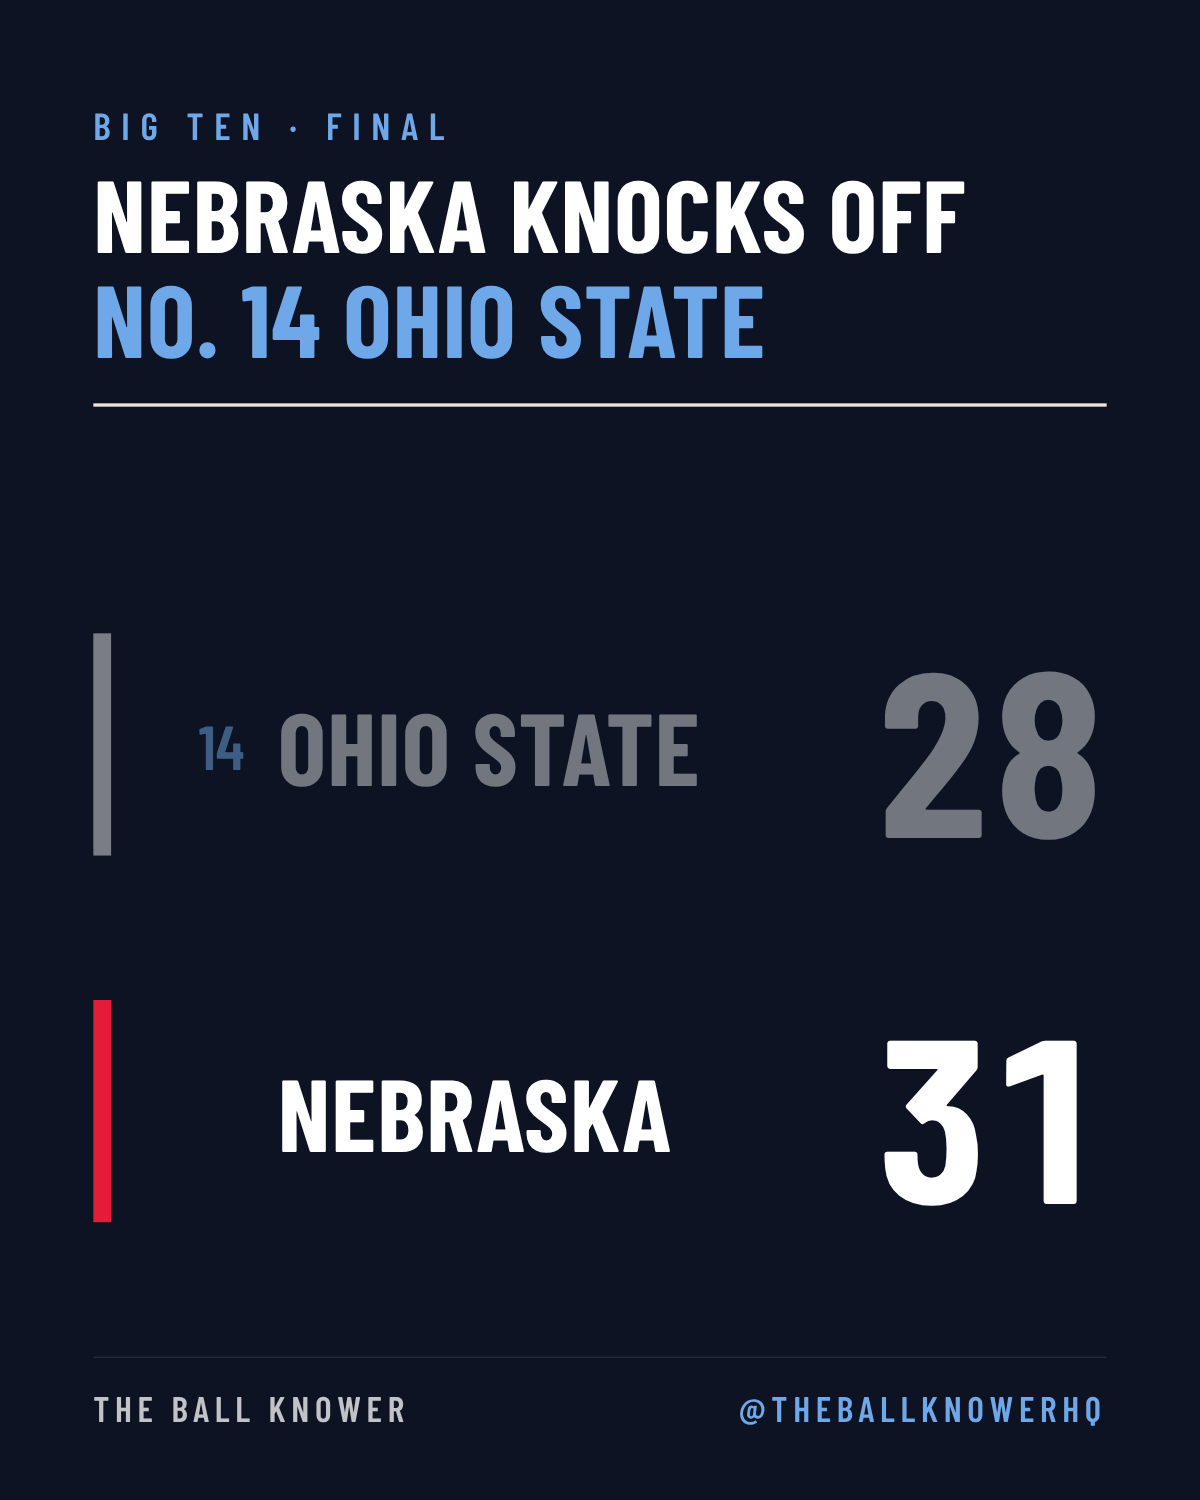 BIG TEN · FINAL
NEBRASKA KNOCKS OFF
NO. 14 OHIO STATE
14 OHIO STATE 28
NEBRASKA 31
THE BALL KNOWER @THEBALLKNOWERHQ